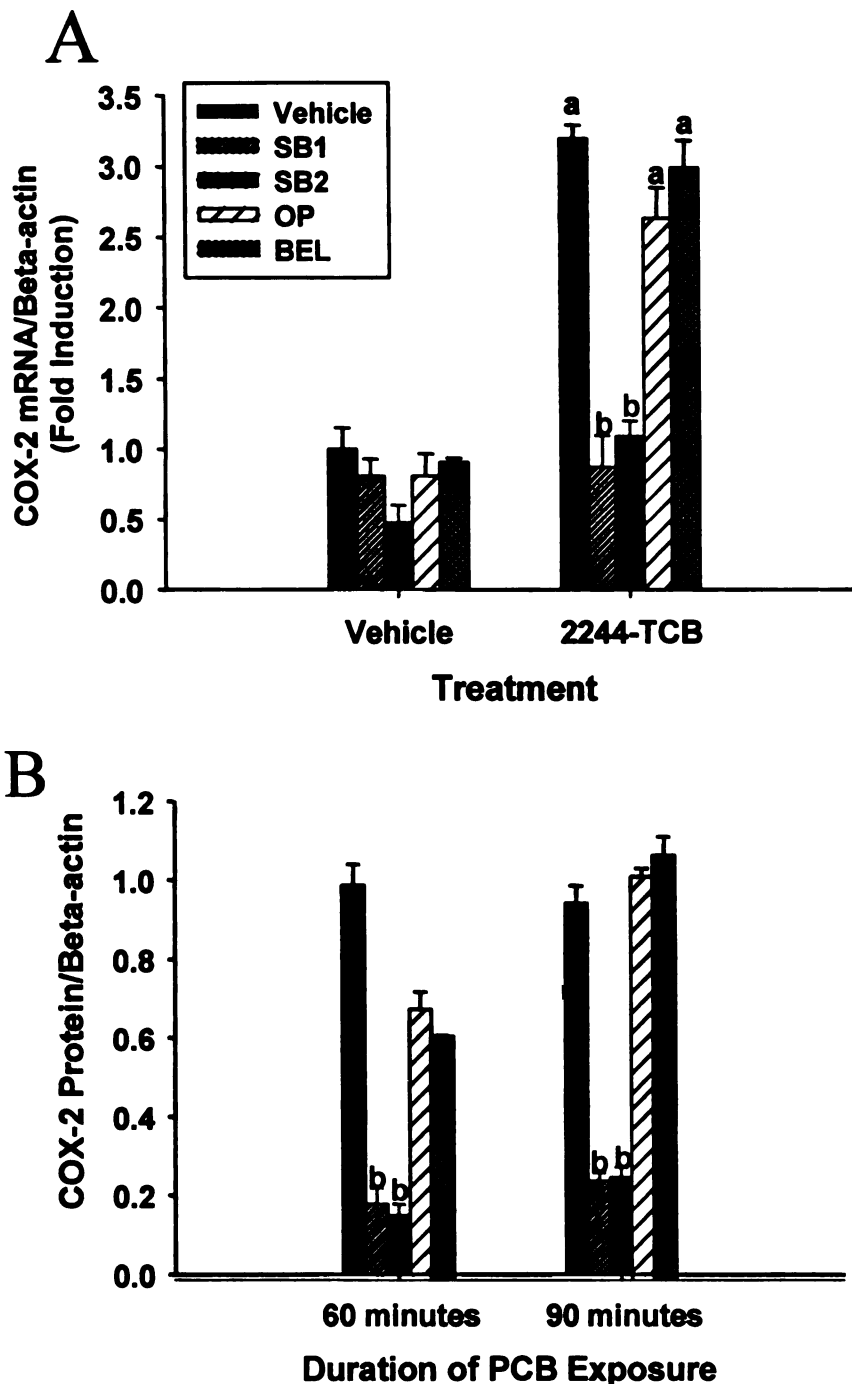 A
COX-2 mRNA/Beta-actin
(Fold Induction)
3.5
3.0
2.5
2.0
1.5
1.0
0.5
0.0
Vehicle
SB1
SB2
OP
BEL
a
b
b
a
a
Vehicle
2244-TCB
Treatment
B
COX-2 Protein/Beta-actin
1.2
1.0
0.8
0.6
0.4
0.2
0.0
b
b
b
b
60 minutes
90 minutes
Duration of PCB Exposure